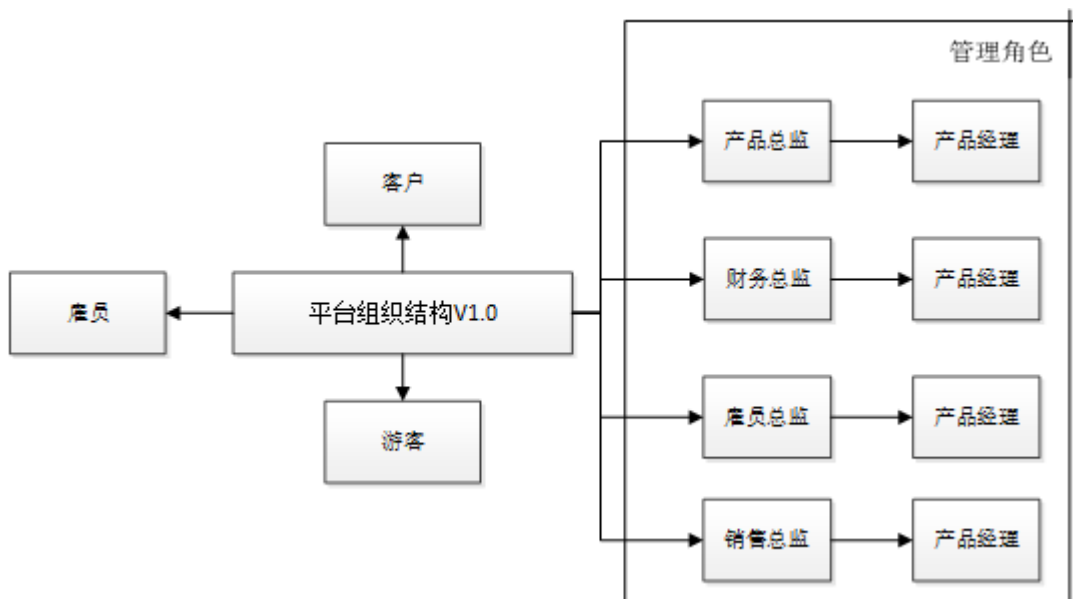 管理角色
产品总监
产品经理
客户
财务总监
产品经理
雇员
平台组织结构V1.0
雇员总监
产品经理
游客
销售总监
产品经理